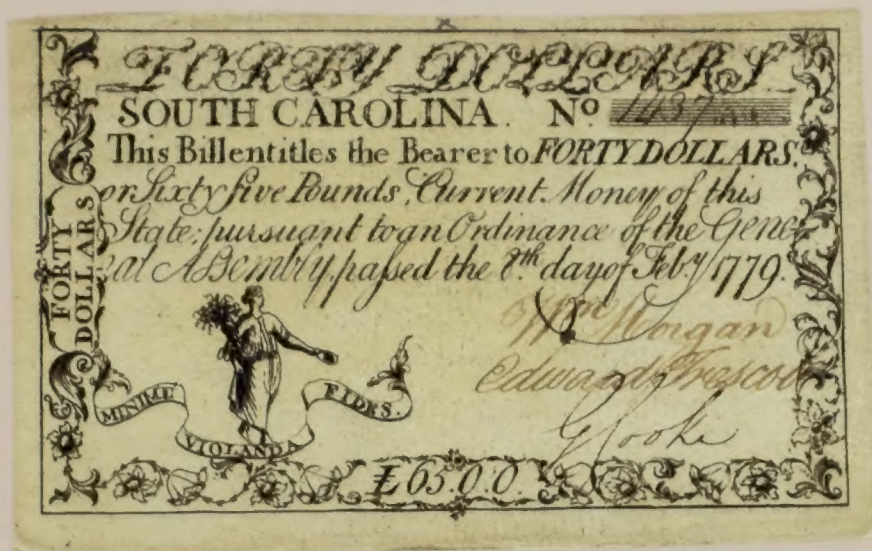 FORTY DOLLARS
SOUTH CAROLINA. No 1437
This Bill entitles the Bearer to FORTY DOLLARS,
or Sixty five Pounds, Current Money of this
State; pursuant to an Ordinance of the Gene-
ral Assembly, passed the 8th day of Feb.y 1779.
FORTY
DOLLARS
Wm Morgan
Edward Trescot
G Cooke
MINIME VIOLANDA FIDES.
£65.0.0